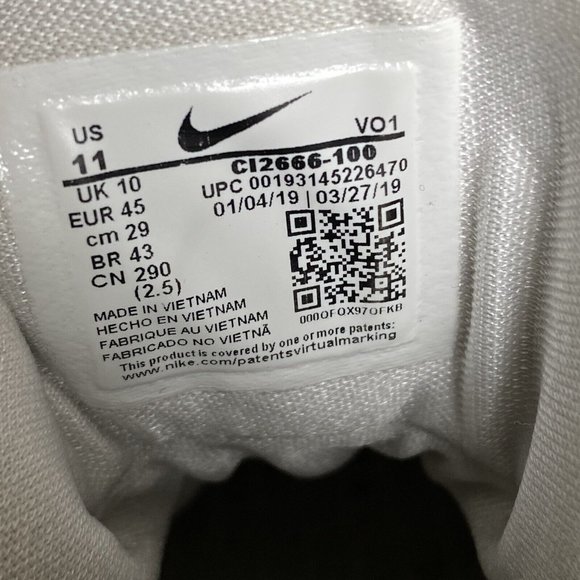 US
11
VO1
CI2666-100
UK 10
EUR 45
cm 29
BR 43
CN 290
(2.5)
UPC 00193145226470
01/04/19 | 03/27/19
000QFQX97QFKB
MADE IN VIETNAM
HECHO EN VIETNAM
FABRIQUE AU VIETNAM
FABRICADO NO VIETNÃ
This product is covered by one or more patents:
www.nike.com/patentsvirtualmarking